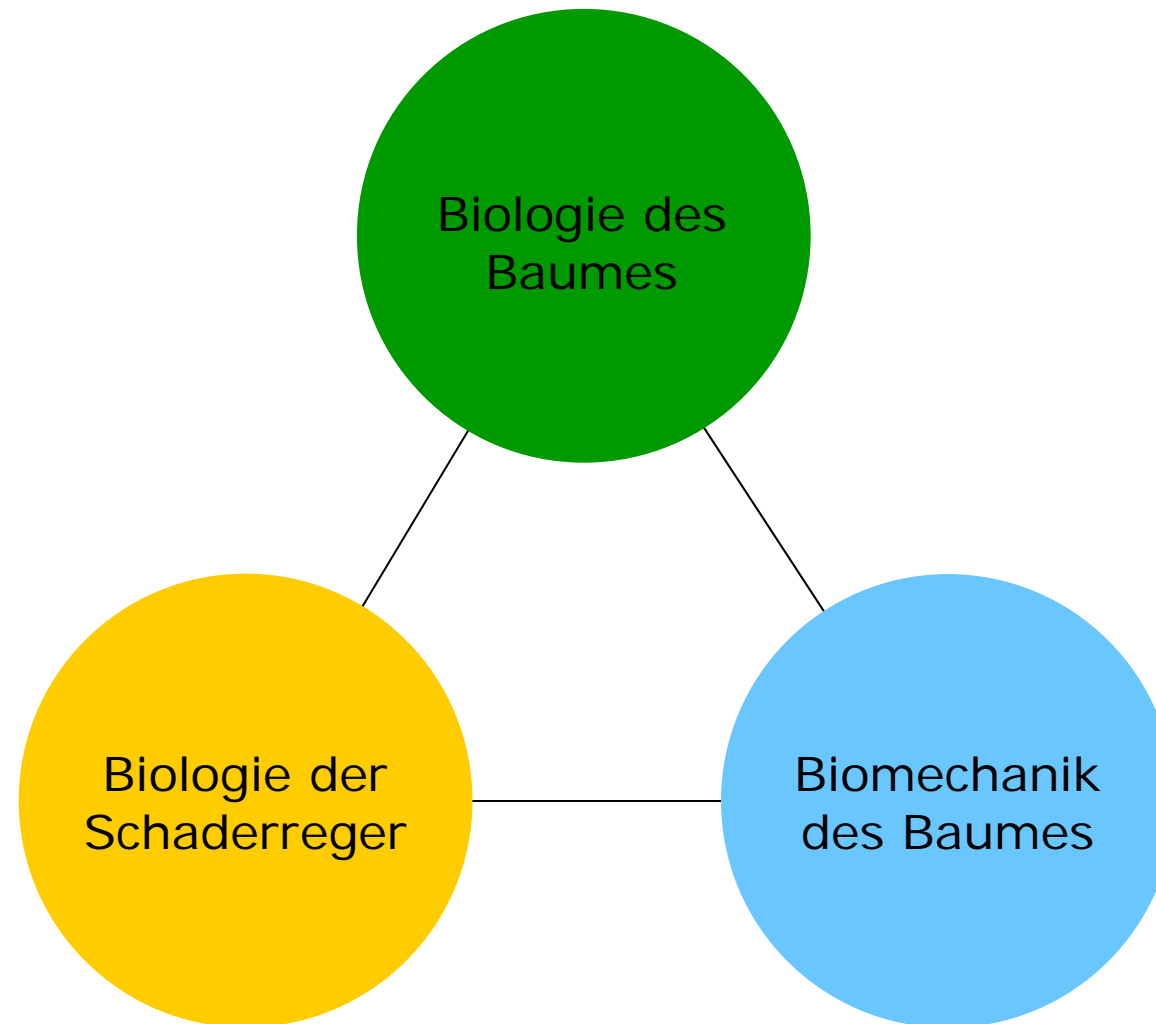 Biologie des
Baumes
Biologie der
Schaderreger
Biomechanik
des Baumes